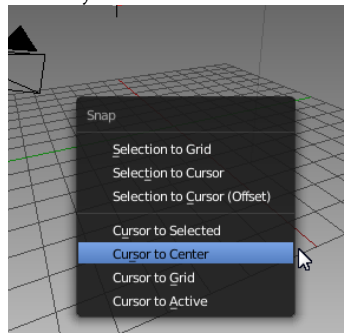 Snap
Selection to Grid
Selection to Cursor
Selection to Cursor (Offset)
Cursor to Selected
Cursor to Center
Cursor to Grid
Cursor to Active